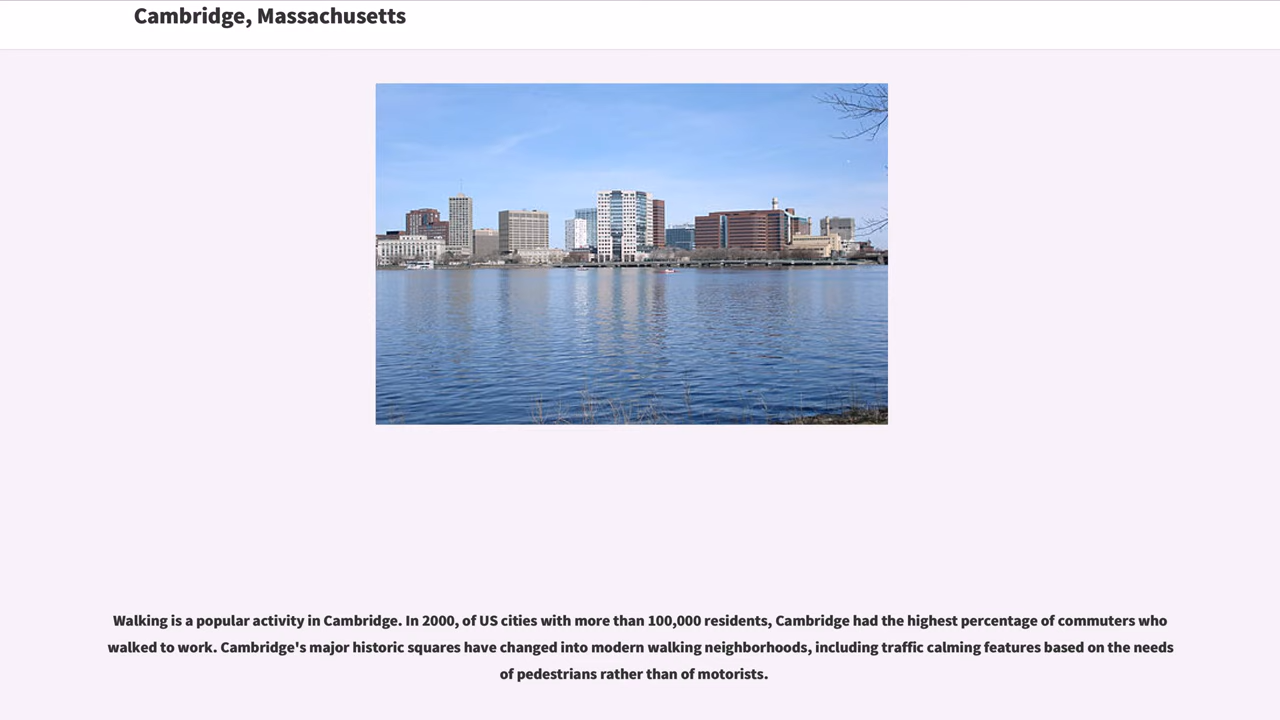 Cambridge, Massachusetts
Walking is a popular activity in Cambridge. In 2000, of US cities with more than 100,000 residents, Cambridge had the highest percentage of commuters who
walked to work. Cambridge's major historic squares have changed into modern walking neighborhoods, including traffic calming features based on the needs
of pedestrians rather than of motorists.